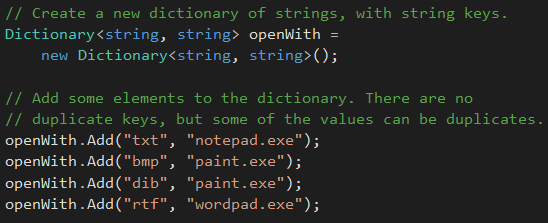 // Create a new dictionary of strings, with string keys.
Dictionary<string, string> openWith =
    new Dictionary<string, string>();

// Add some elements to the dictionary. There are no
// duplicate keys, but some of the values can be duplicates.
openWith.Add("txt", "notepad.exe");
openWith.Add("bmp", "paint.exe");
openWith.Add("dib", "paint.exe");
openWith.Add("rtf", "wordpad.exe");